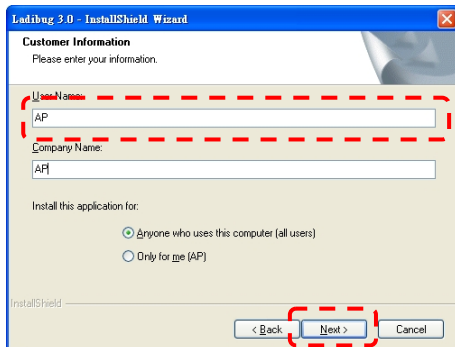 Ladibug 3.0 - InstallShield Wizard
Customer Information
Please enter your information.
User Name:
AP
Company Name:
AP
Install this application for:
Anyone who uses this computer (all users)
Only for me (AP)
InstallShield
< Back
Next >
Cancel